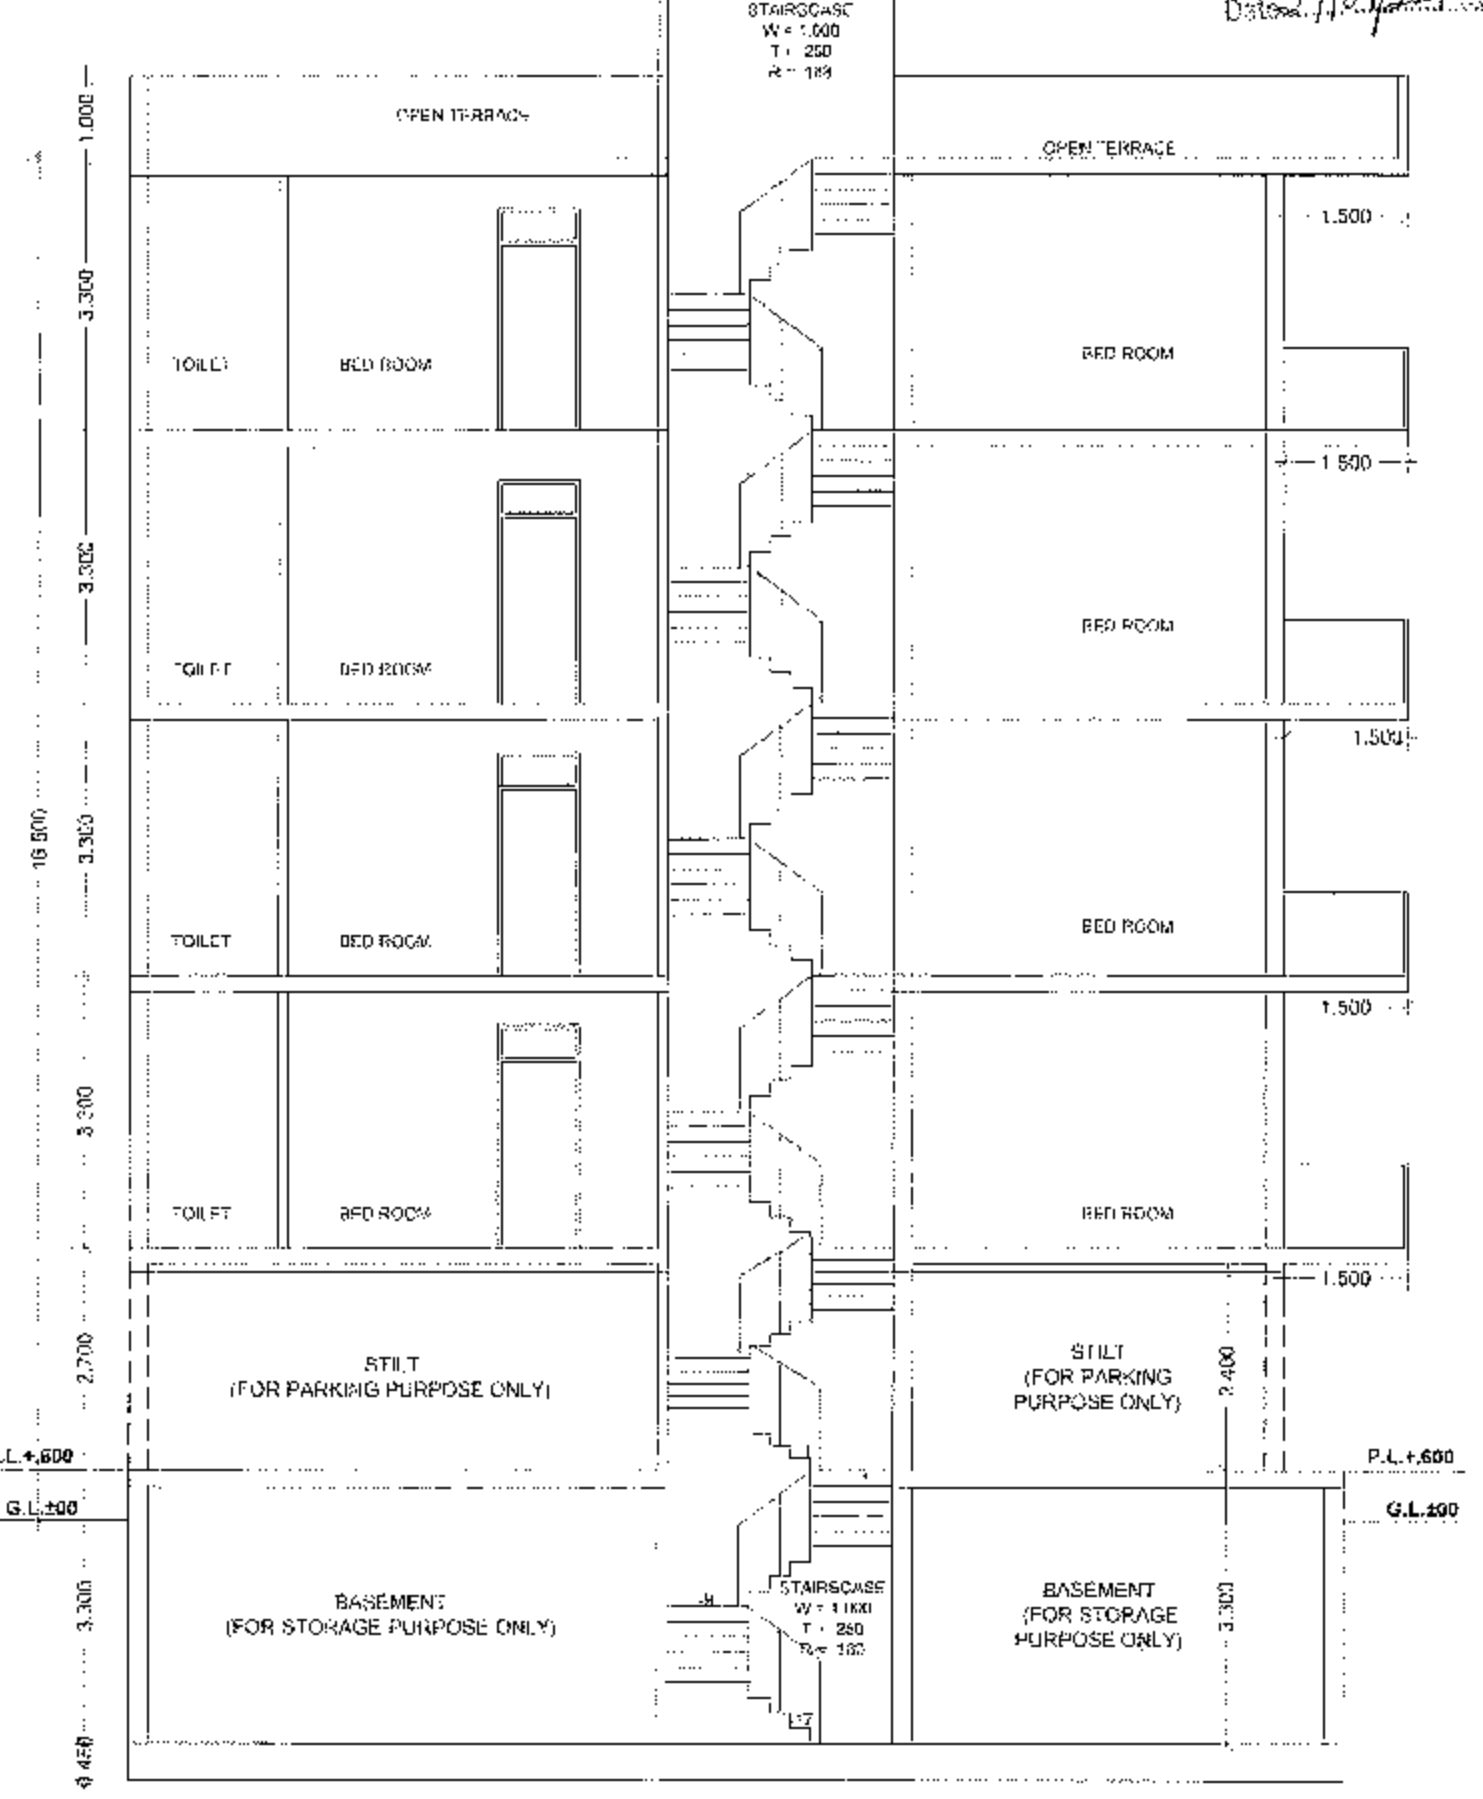 STAIRSCASE
W = 1.000
T = 250
OPEN TERRACE
OPEN TERRACE
1.000
1.500
3.300
TOILET
BED ROOM
BED ROOM
1.500
3.300
BED ROOM
TOILET
BED ROOM
1.500
16.500
3.300
BED ROOM
TOILET
BED ROOM
1.500
3.300
TOILET
BED ROOM
BED ROOM
1.500
2.700
STILT
(FOR PARKING PURPOSE ONLY)
STILT
(FOR PARKING
PURPOSE ONLY)
2.400
.L.+.600
P.L.+.600
G.L.±00
G.L.±00
STAIRSCASE
W = 1.000
T = 250
BASEMENT
(FOR STORAGE PURPOSE ONLY)
BASEMENT
(FOR STORAGE
PURPOSE ONLY)
3.300
3.300